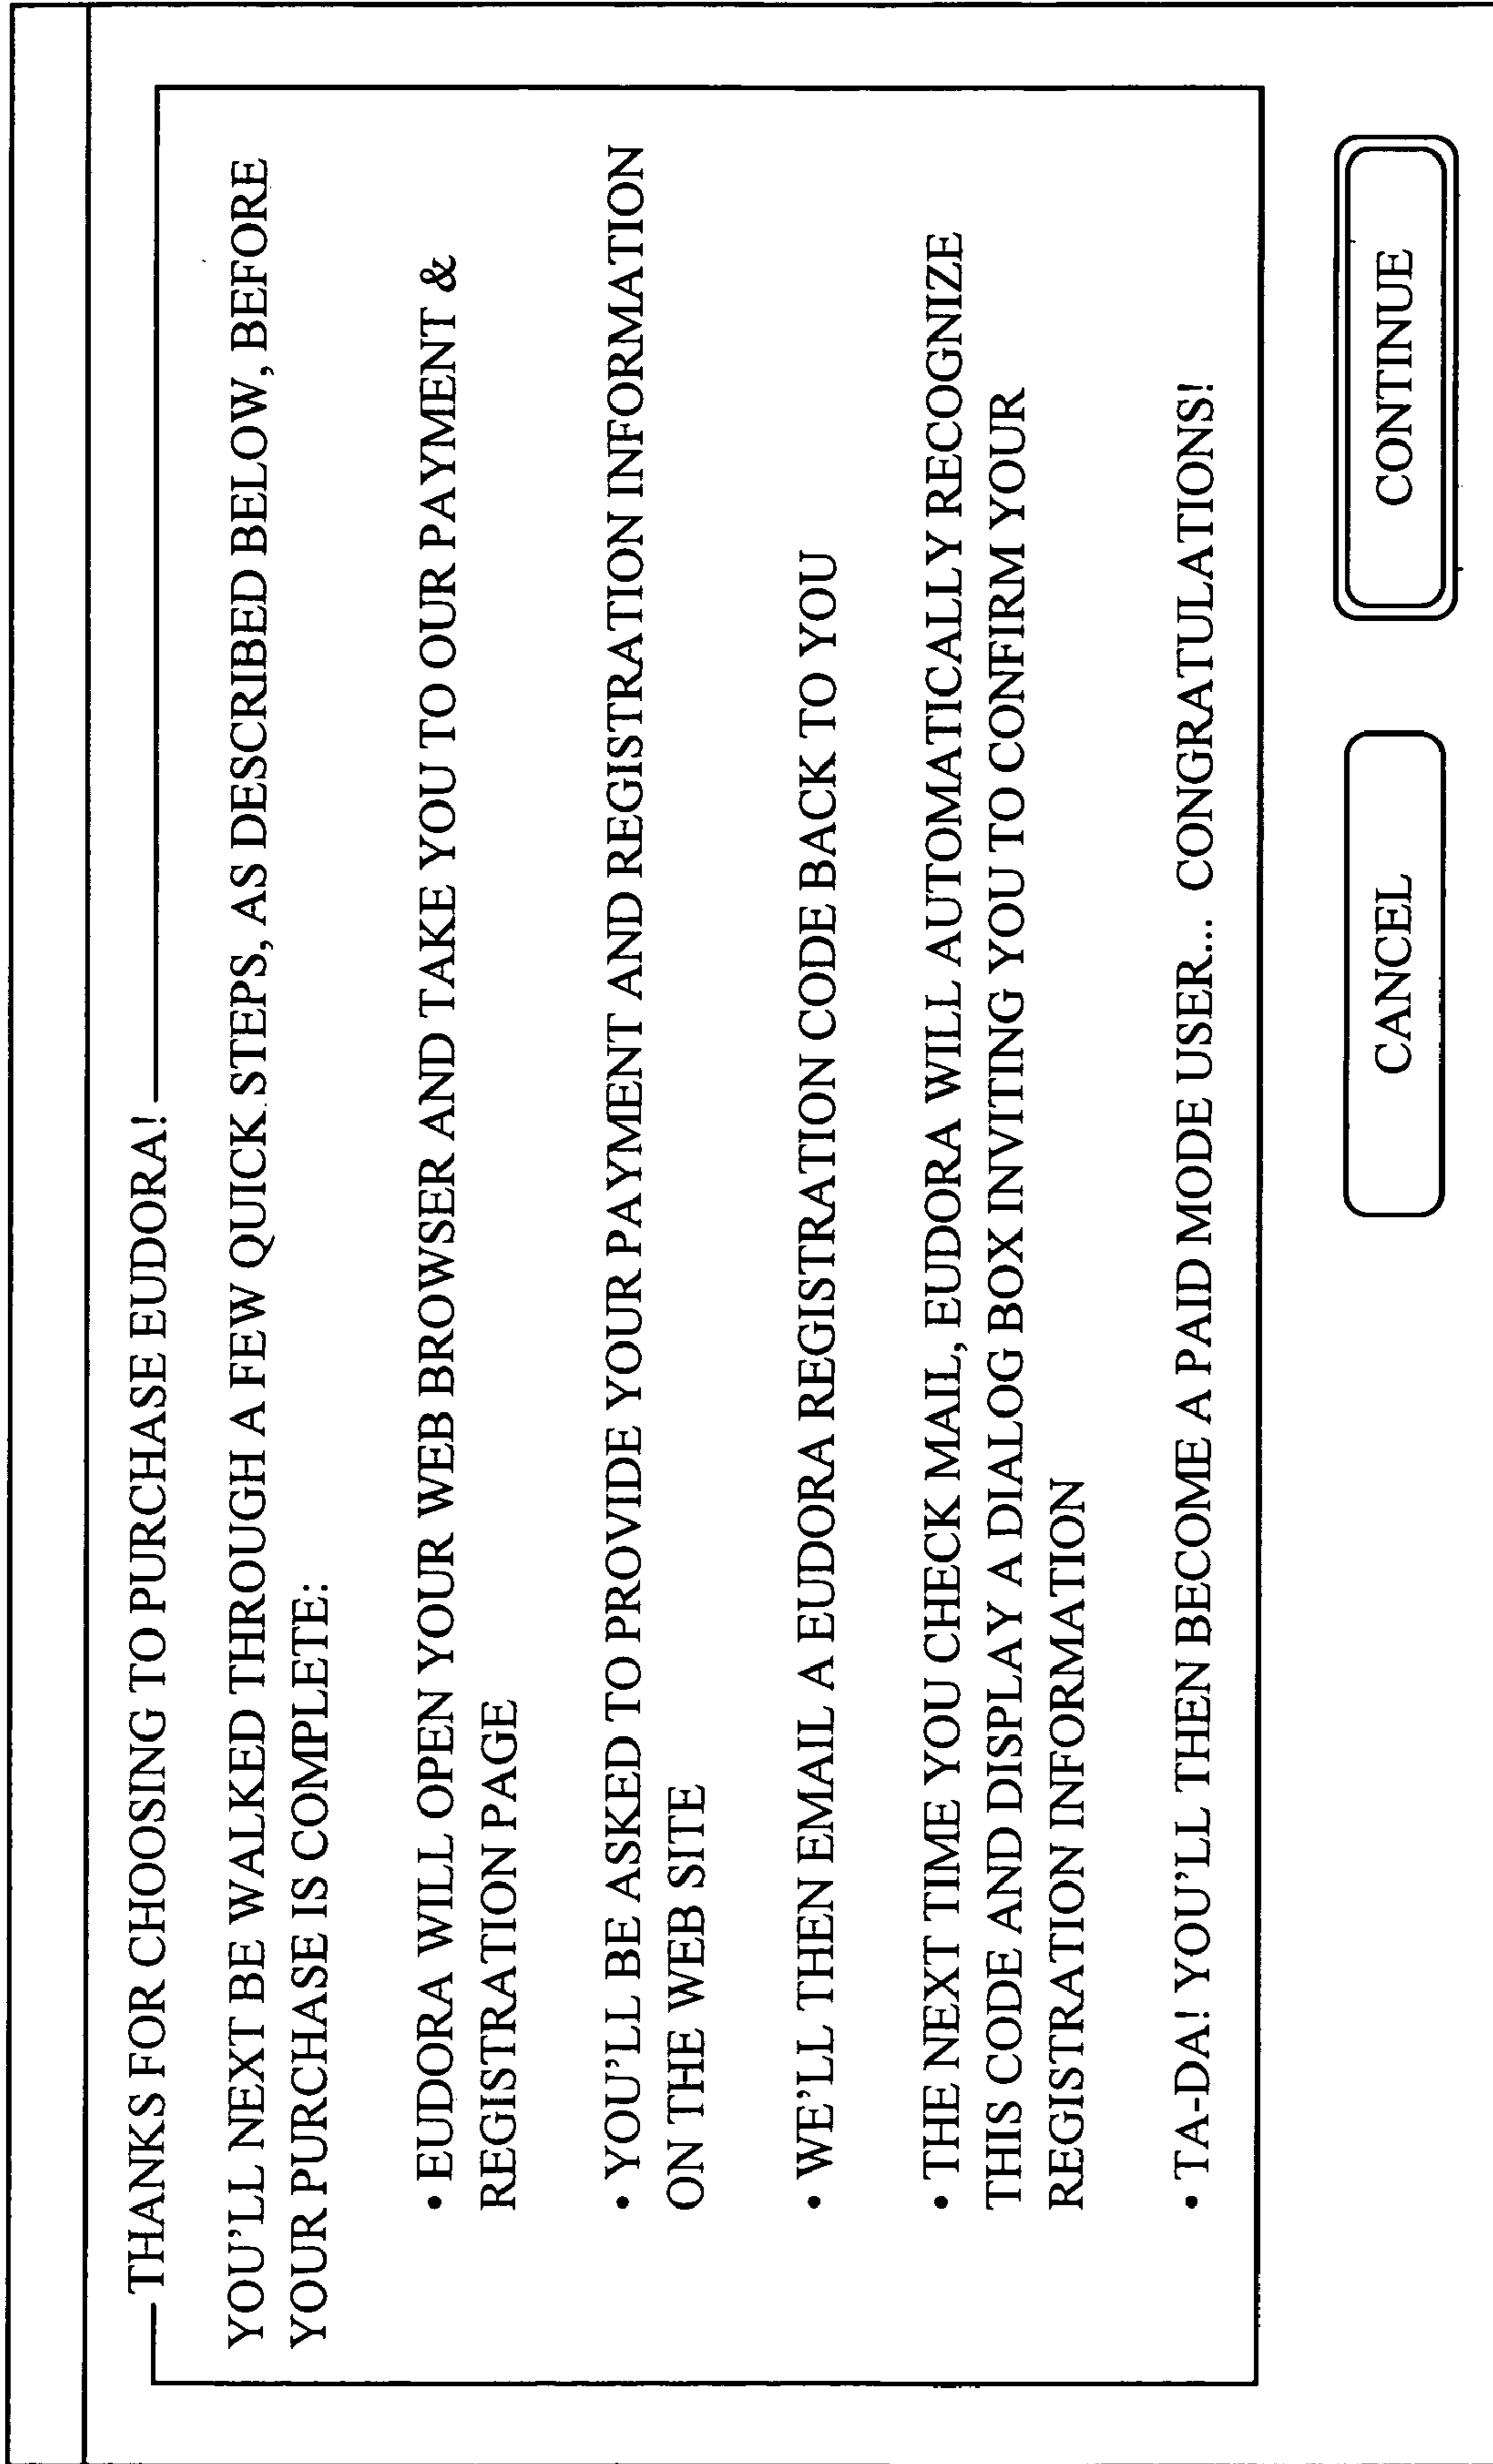 THANKS FOR CHOOSING TO PURCHASE EUDORA!
YOU'LL NEXT BE WALKED THROUGH A FEW QUICK STEPS, AS DESCRIBED BELOW, BEFORE
YOUR PURCHASE IS COMPLETE:
• EUDORA WILL OPEN YOUR WEB BROWSER AND TAKE YOU TO OUR PAYMENT &
REGISTRATION PAGE
• YOU'LL BE ASKED TO PROVIDE YOUR PAYMENT AND REGISTRATION INFORMATION
ON THE WEB SITE
• WE'LL THEN EMAIL A EUDORA REGISTRATION CODE BACK TO YOU
• THE NEXT TIME YOU CHECK MAIL, EUDORA WILL AUTOMATICALLY RECOGNIZE
THIS CODE AND DISPLAY A DIALOG BOX INVITING YOU TO CONFIRM YOUR
REGISTRATION INFORMATION
• TA-DA! YOU'LL THEN BECOME A PAID MODE USER... CONGRATULATIONS!
CANCEL
CONTINUE